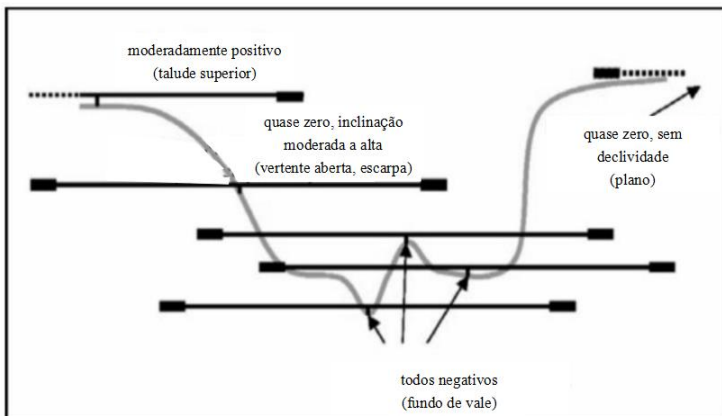 moderadamente positivo
(talude superior)
quase zero, inclinação
moderada a alta
(vertente aberta, escarpa)
quase zero, sem
declividade
(plano)
todos negativos
(fundo de vale)